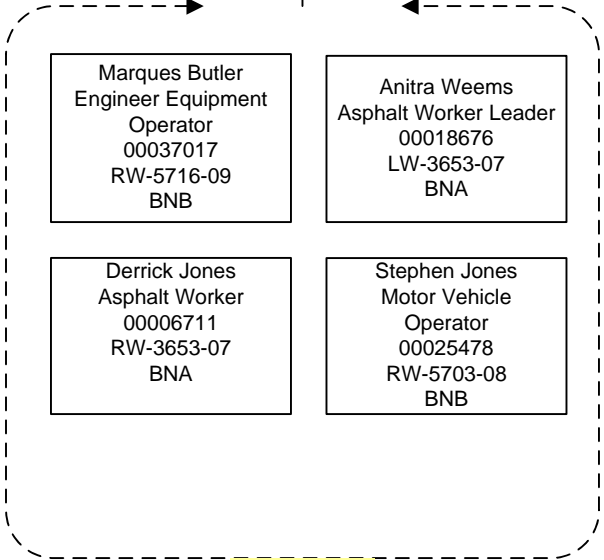 Marques Butler
Engineer Equipment
Operator
00037017
RW-5716-09
BNB
Anitra Weems
Asphalt Worker Leader
00018676
LW-3653-07
BNA
Derrick Jones
Asphalt Worker
00006711
RW-3653-07
BNA
Stephen Jones
Motor Vehicle
Operator
00025478
RW-5703-08
BNB